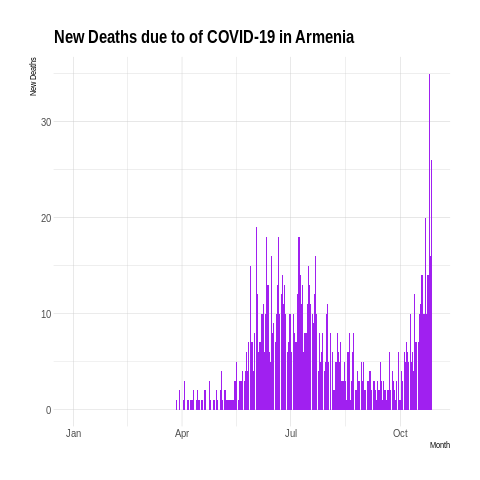 New Deaths due to of COVID-19 in Armenia
New Deaths
30
20
10
0
Jan Apr Jul Oct
Month